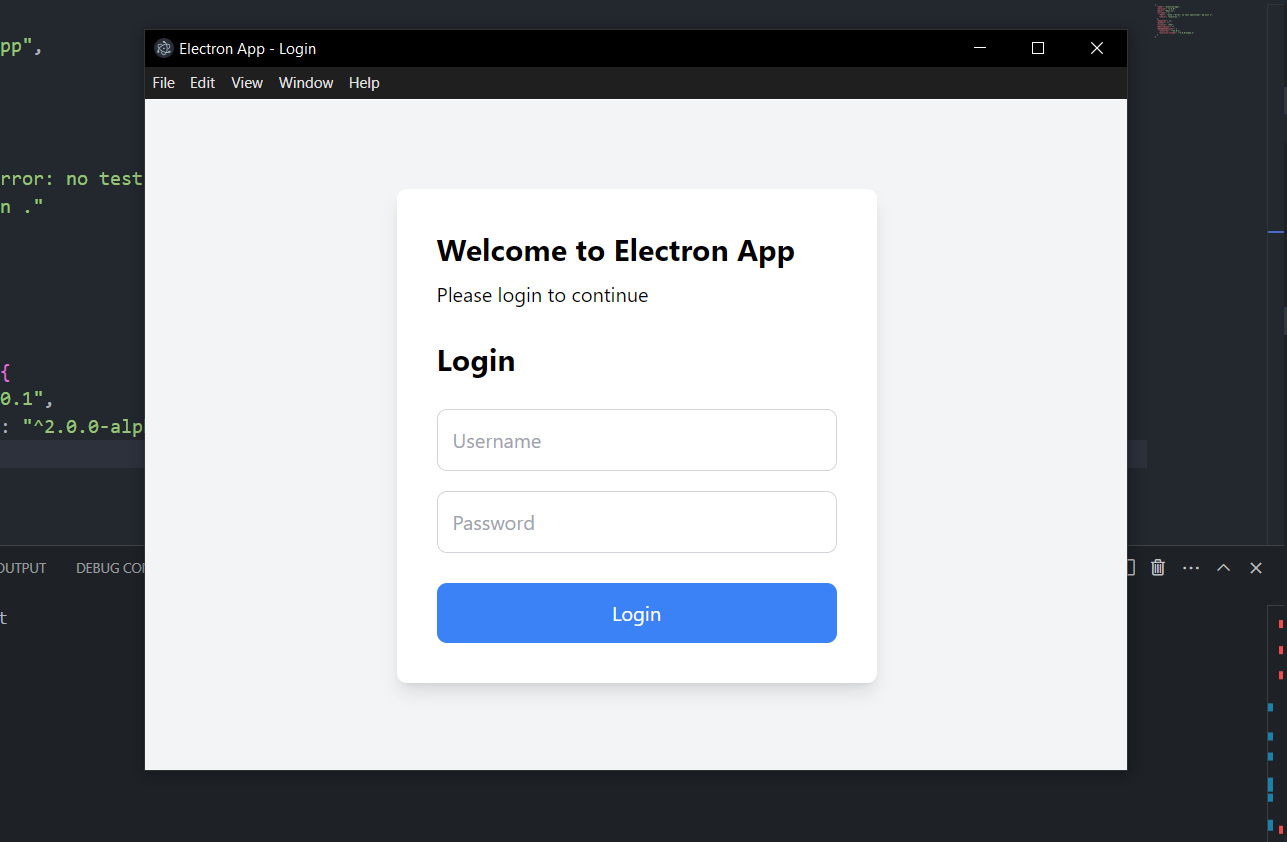 pp",
Electron App - Login
File Edit View Window Help
rror: no test
n ."
Welcome to Electron App
Please login to continue
Login
{
0.1",
: "^2.0.0-alp
Username
Password
OUTPUT DEBUG CO
Login
t